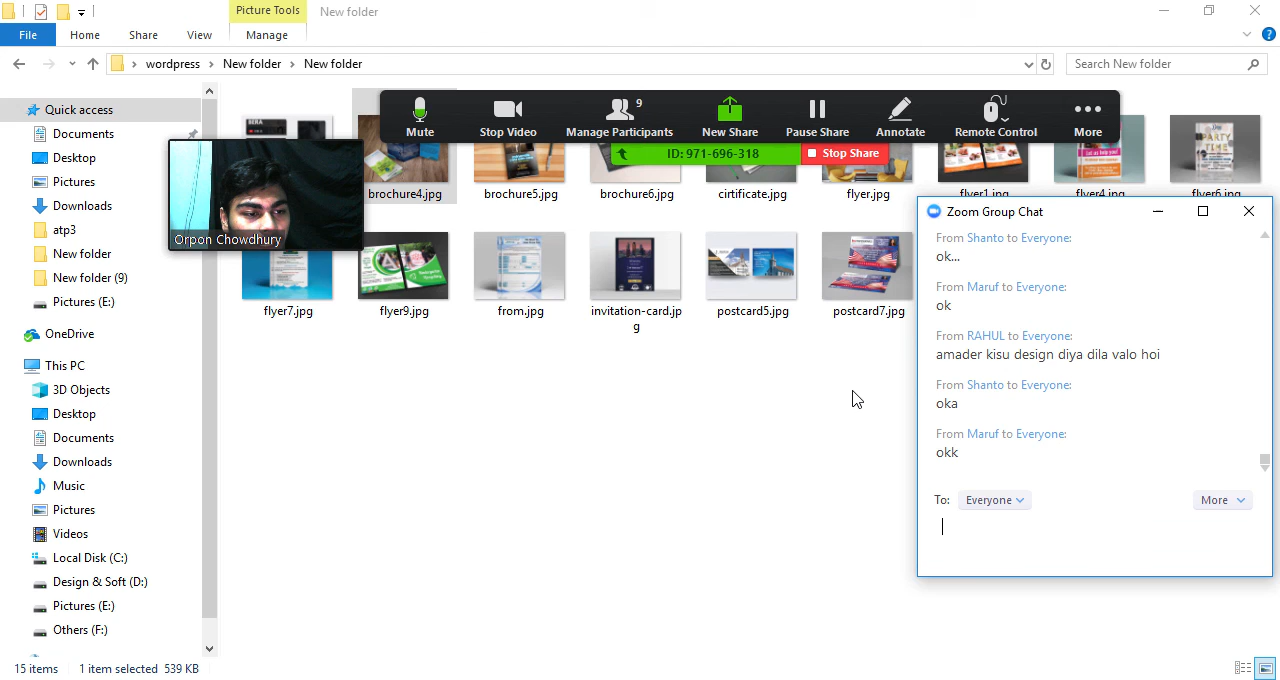 Picture Tools
New folder
File
Home
Share
View
Manage
wordpress
New folder
New folder
Search New folder
Quick access
Documents
Desktop
Pictures
Downloads
atp3
New folder
New folder (9)
Pictures (E:)
OneDrive
This PC
3D Objects
Desktop
Documents
Downloads
Music
Pictures
Videos
Local Disk (C:)
Design & Soft (D:)
Pictures (E:)
Others (F:)
Mute
Stop Video
9
Manage Participants
New Share
Pause Share
Annotate
Remote Control
More
ID: 971-696-318
Stop Share
Orpon Chowdhury
brochure4.jpg
brochure5.jpg
brochure6.jpg
cirtificate.jpg
flyer.jpg
flyer1.jpg
flyer4.jpg
flyer6.jpg
PARTY
TIME
flyer7.jpg
flyer9.jpg
from.jpg
invitation-card.jp
g
postcard5.jpg
postcard7.jpg
Zoom Group Chat
From Shanto to Everyone:
ok...
From Maruf to Everyone:
ok
From RAHUL to Everyone:
amader kisu design diya dila valo hoi
From Shanto to Everyone:
oka
From Maruf to Everyone:
okk
To: Everyone
More
15 items
1 item selected 539 KB